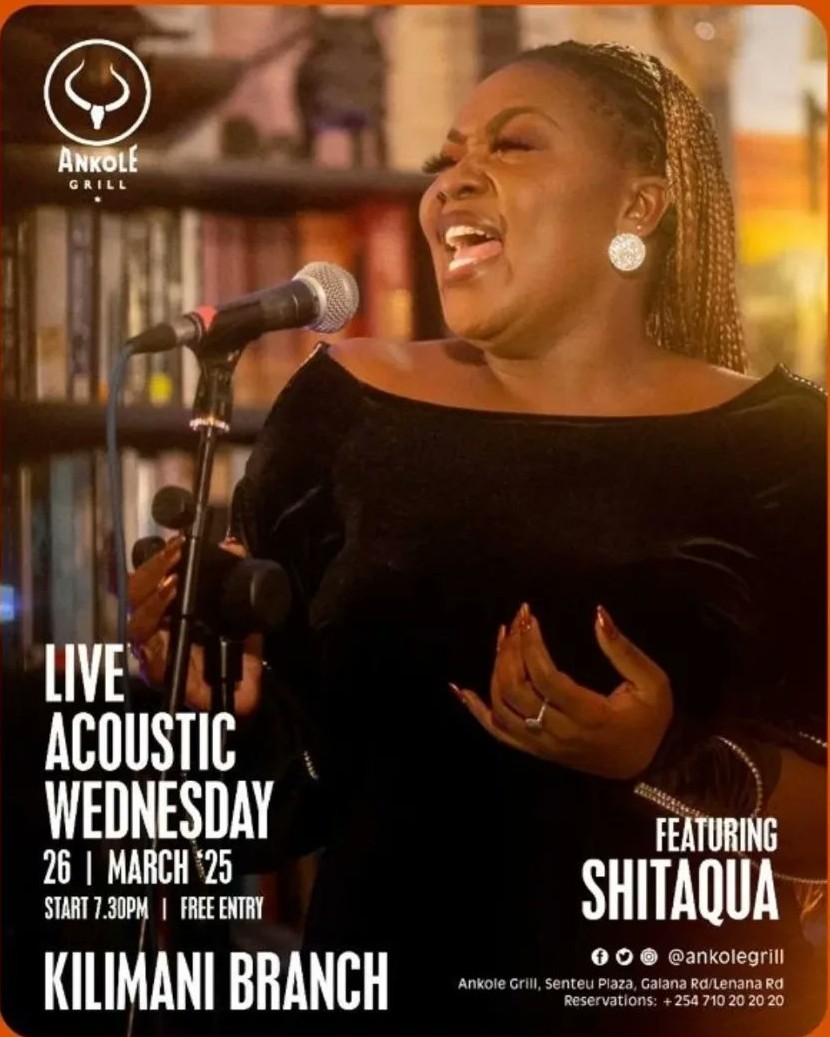 ANKOLE
GRILL
LIVE
ACOUSTIC
WEDNESDAY
26 | MARCH '25
START 7.30PM | FREE ENTRY
KILIMANI BRANCH
FEATURING
SHITAQUA
@ankolegrill
Ankole Grill, Senteu Plaza, Galana Rd/Lenana Rd
Reservations: +254 710 20 20 20